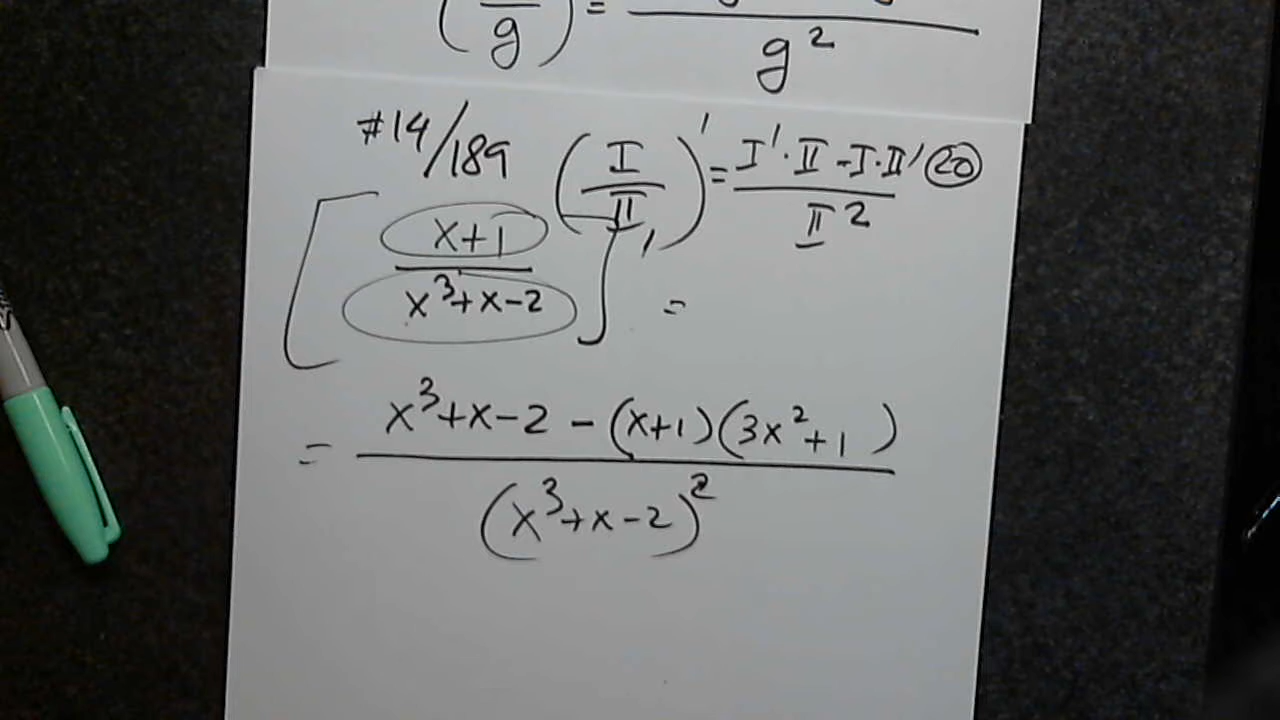 ( g )' = g²
#14/189 (I/II)' = I'·II - I·II' / II² (20)
[x+1 / x³+x-2]' =
= x³+x-2 - (x+1)(3x²+1) / (x³+x-2)²